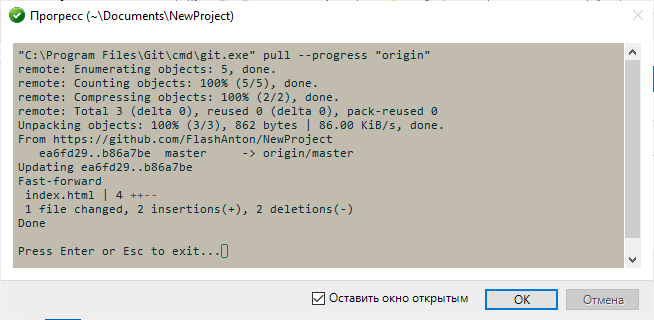 Прогресс (~\Documents\NewProject)
"C:\Program Files\Git\cmd\git.exe" pull --progress "origin"
remote: Enumerating objects: 5, done.
remote: Counting objects: 100% (5/5), done.
remote: Compressing objects: 100% (2/2), done.
remote: Total 3 (delta 0), reused 0 (delta 0), pack-reused 0
Unpacking objects: 100% (3/3), 862 bytes | 86.00 KiB/s, done.
From https://github.com/FlashAnton/NewProject
ea6fd29..b86a7be  master     -> origin/master
Updating ea6fd29..b86a7be
Fast-forward
index.html | 4 ++--
1 file changed, 2 insertions(+), 2 deletions(-)
Done
Press Enter or Esc to exit...
Оставить окно открытым
OK
Отмена